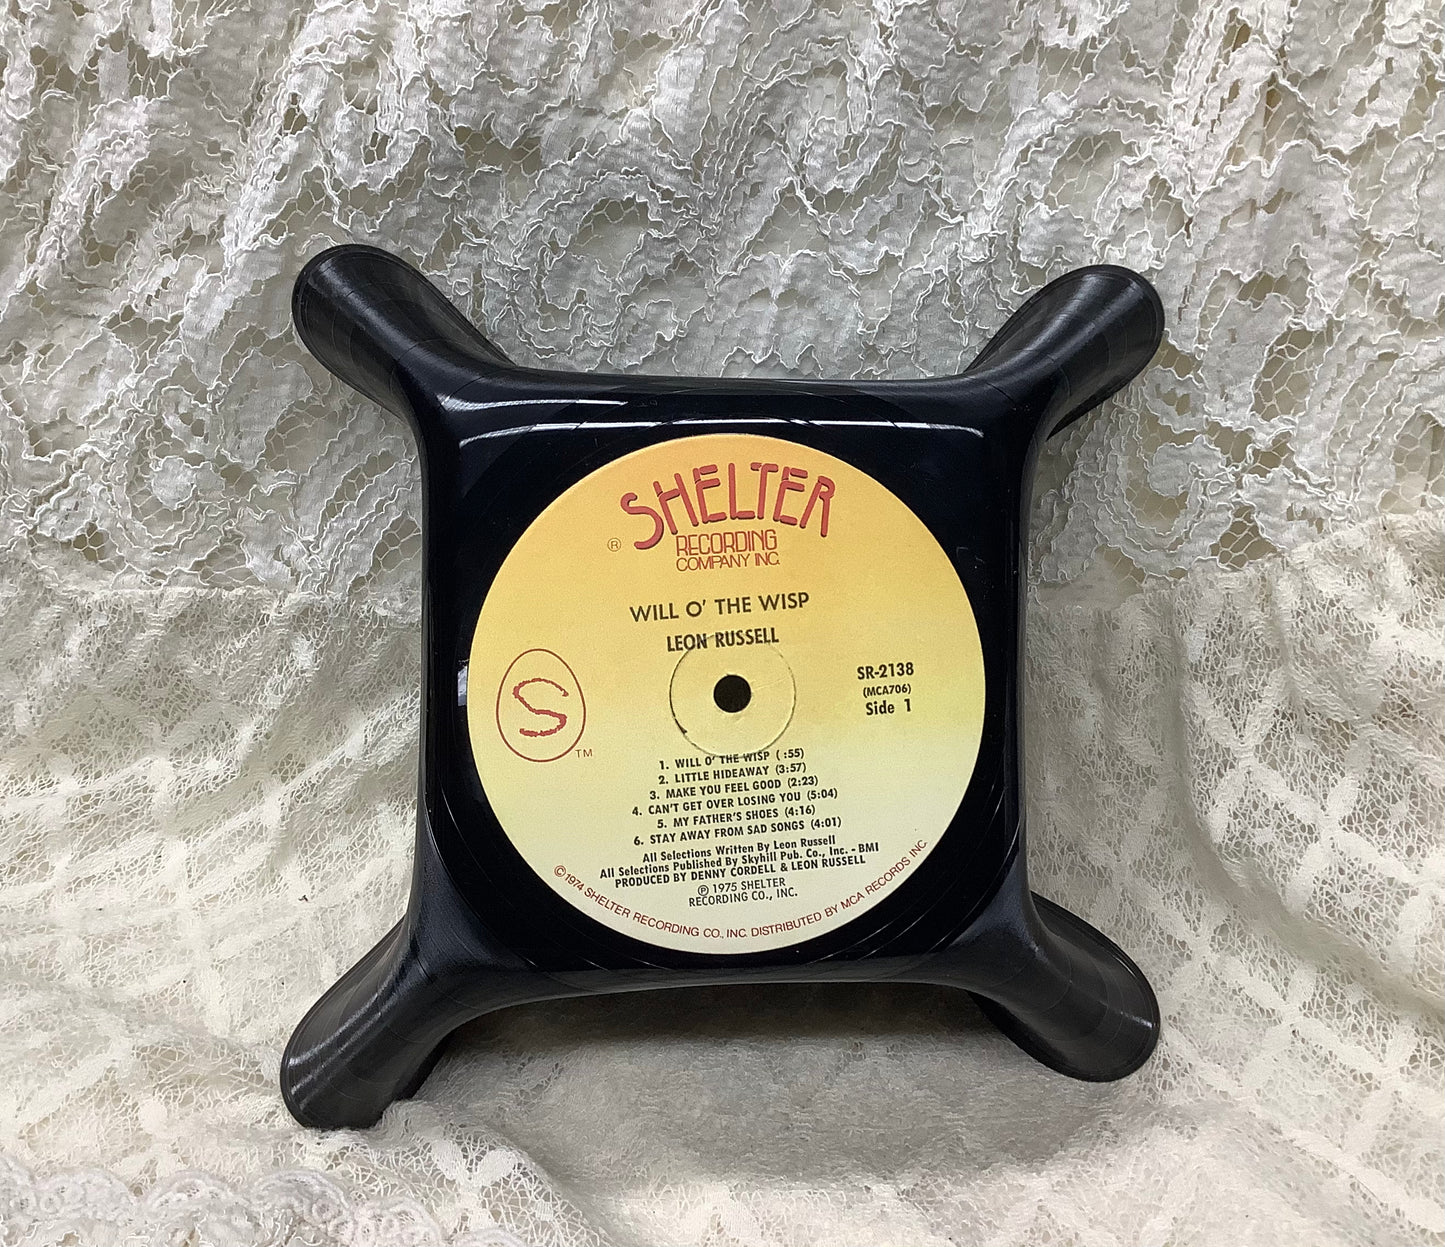 SHELTER
® RECORDING
COMPANY INC.
WILL O' THE WISP
LEON RUSSELL
SR-2138
(MCA706)
Side 1
S
TM
1. WILL O' THE WISP ( :55)
2. LITTLE HIDEAWAY (3:57)
3. MAKE YOU FEEL GOOD (2:23)
4. CAN'T GET OVER LOSING YOU (5:04)
5. MY FATHER'S SHOES (4:16)
6. STAY AWAY FROM SAD SONGS (4:01)
All Selections Written By Leon Russell
All Selections Published By Skyhill Pub. Co., Inc. - BMI
PRODUCED BY DENNY CORDELL & LEON RUSSELL
℗ 1975 SHELTER
RECORDING CO., INC.
©1974 SHELTER RECORDING CO., INC. DISTRIBUTED BY MCA RECORDS INC.